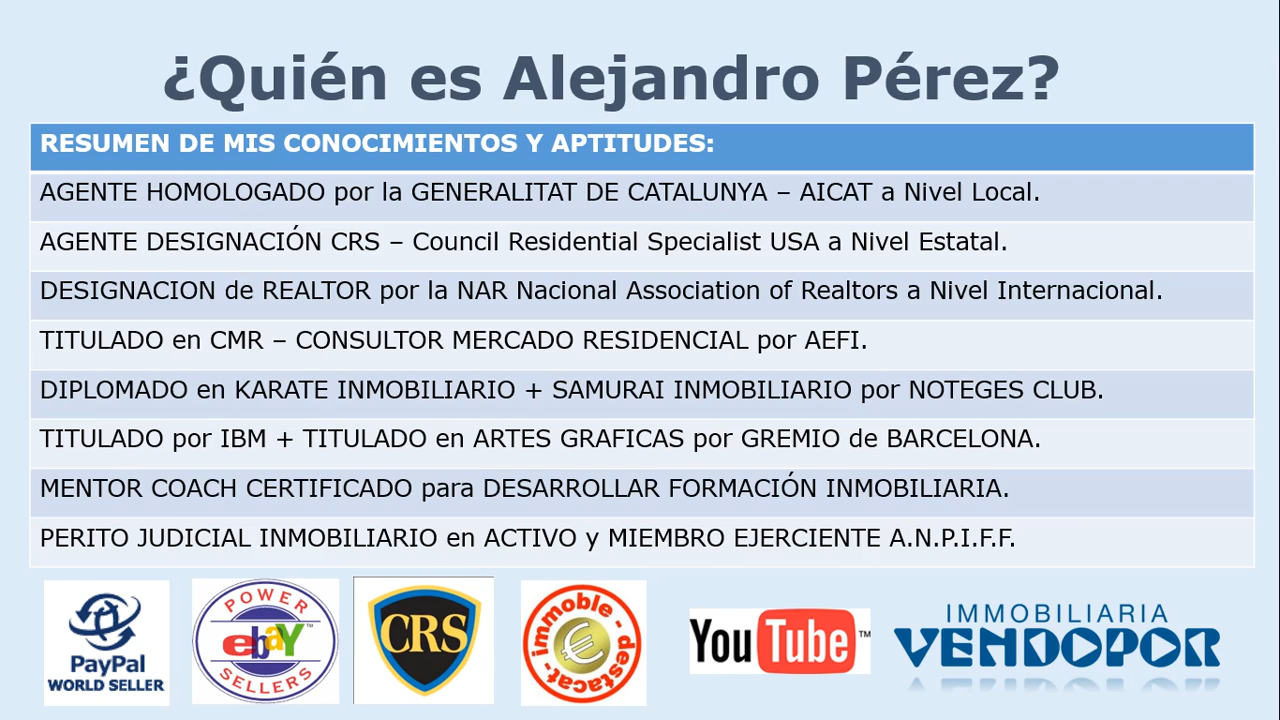 ¿Quién es Alejandro Pérez?
RESUMEN DE MIS CONOCIMIENTOS Y APTITUDES:
AGENTE HOMOLOGADO por la GENERALITAT DE CATALUNYA – AICAT a Nivel Local.
AGENTE DESIGNACIÓN CRS – Council Residential Specialist USA a Nivel Estatal.
DESIGNACION de REALTOR por la NAR Nacional Association of Realtors a Nivel Internacional.
TITULADO en CMR – CONSULTOR MERCADO RESIDENCIAL por AEFI.
DIPLOMADO en KARATE INMOBILIARIO + SAMURAI INMOBILIARIO por NOTEGES CLUB.
TITULADO por IBM + TITULADO en ARTES GRAFICAS por GREMIO de BARCELONA.
MENTOR COACH CERTIFICADO para DESARROLLAR FORMACIÓN INMOBILIARIA.
PERITO JUDICIAL INMOBILIARIO en ACTIVO y MIEMBRO EJERCIENTE A.N.P.I.F.F.
PayPal
WORLD SELLER
POWER
ebaY™
SELLERS
CRS
immoble - destacat -
€
YouTube™
IMMOBILIARIA
VENDOPOR